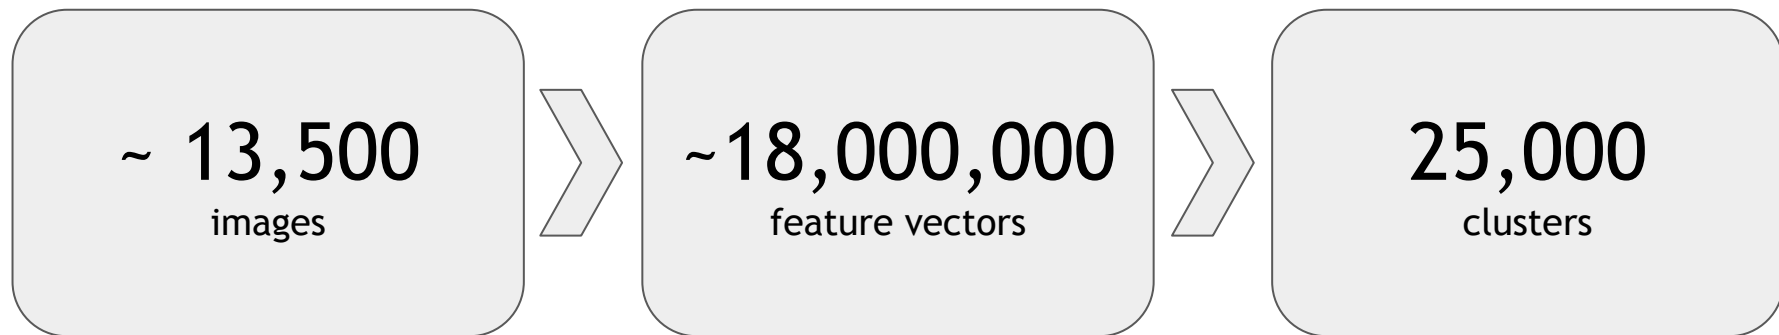 ~ 13,500
images
~18,000,000
feature vectors
25,000
clusters